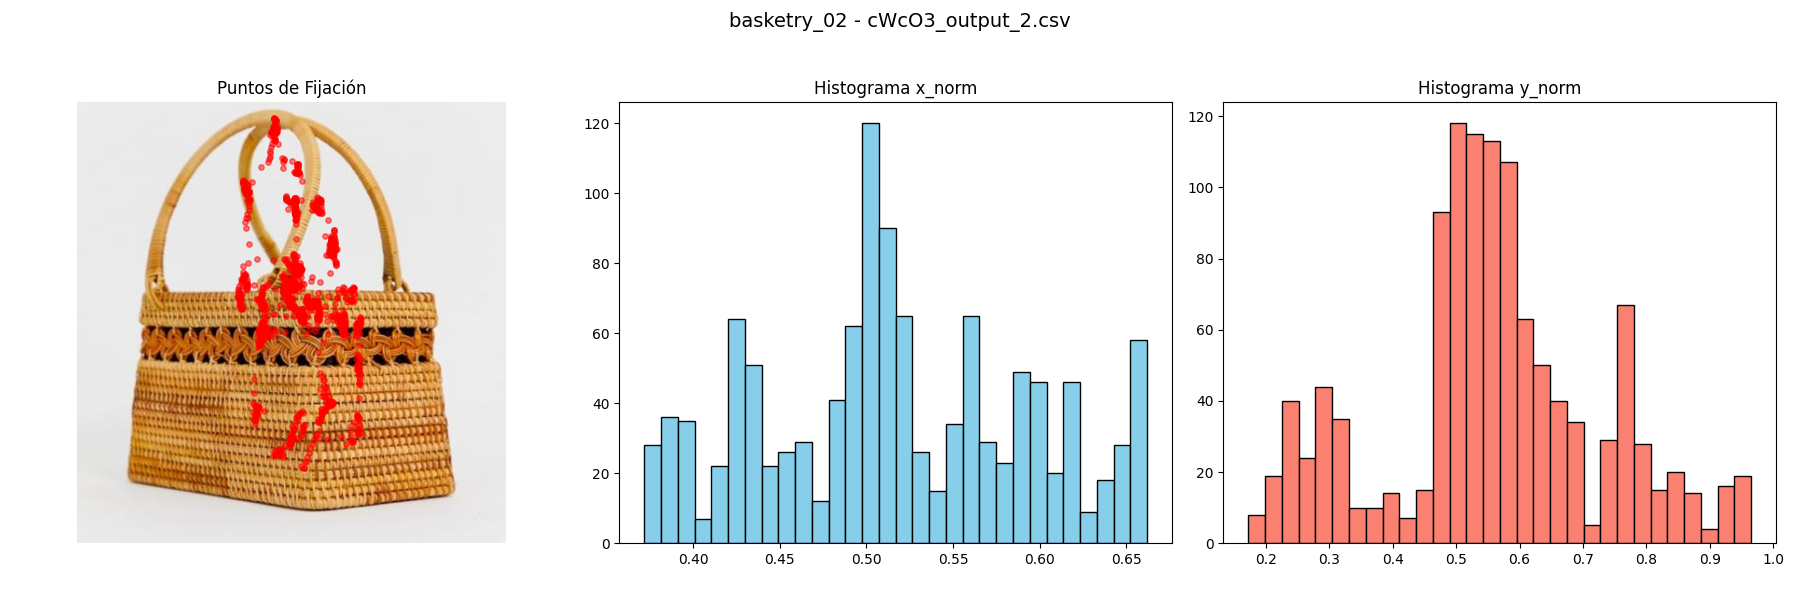 basketry_02 - cWcO3_output_2.csv
Puntos de Fijación
Histograma x_norm
Histograma y_norm
120
100
80
60
40
20
0
0.40 0.45 0.50 0.55 0.60 0.65
120
100
80
60
40
20
0
0.2 0.3 0.4 0.5 0.6 0.7 0.8 0.9 1.0